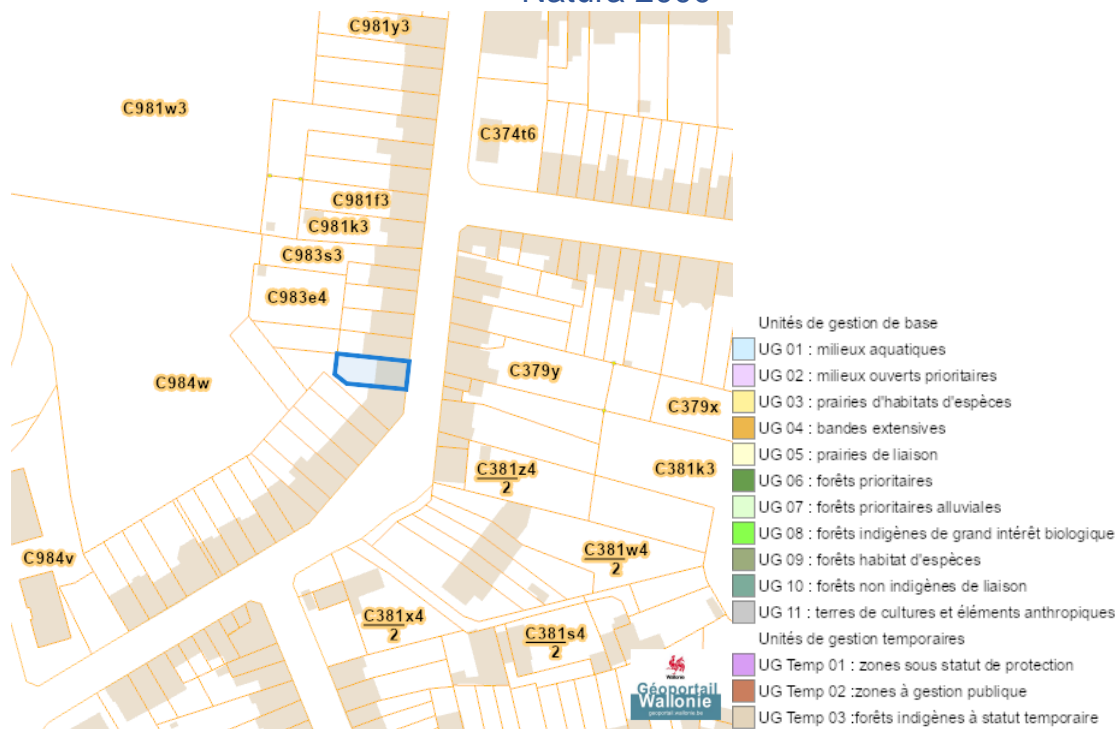 Natura 2000
C981y3
C981w3
C374t6
C981f3
C981k3
C983s3
C983e4
C984w
C379y
C379x
C381z4
2
C381k3
C381w4
2
C984v
C381x4
2
C381s4
2
Wallonie
Géoportail
Wallonie
geoportail.wallonie.be
Unités de gestion de base
UG 01 : milieux aquatiques
UG 02 : milieux ouverts prioritaires
UG 03 : prairies d'habitats d'espèces
UG 04 : bandes extensives
UG 05 : prairies de liaison
UG 06 : forêts prioritaires
UG 07 : forêts prioritaires alluviales
UG 08 : forêts indigènes de grand intérêt biologique
UG 09 : forêts habitat d'espèces
UG 10 : forêts non indigènes de liaison
UG 11 : terres de cultures et éléments anthropiques
Unités de gestion temporaires
UG Temp 01 : zones sous statut de protection
UG Temp 02 :zones à gestion publique
UG Temp 03 :forêts indigènes à statut temporaire